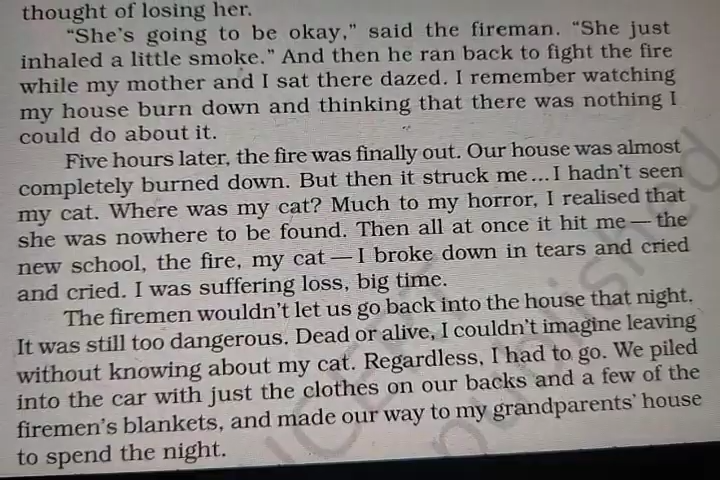 thought of losing her.
“She’s going to be okay,” said the fireman. “She just
inhaled a little smoke.” And then he ran back to fight the fire
while my mother and I sat there dazed. I remember watching
my house burn down and thinking that there was nothing I
could do about it.
Five hours later, the fire was finally out. Our house was almost
completely burned down. But then it struck me ... I hadn’t seen
my cat. Where was my cat? Much to my horror, I realised that
she was nowhere to be found. Then all at once it hit me — the
new school, the fire, my cat — I broke down in tears and cried
and cried. I was suffering loss, big time.
The firemen wouldn’t let us go back into the house that night.
It was still too dangerous. Dead or alive, I couldn’t imagine leaving
without knowing about my cat. Regardless, I had to go. We piled
into the car with just the clothes on our backs and a few of the
firemen’s blankets, and made our way to my grandparents’ house
to spend the night.